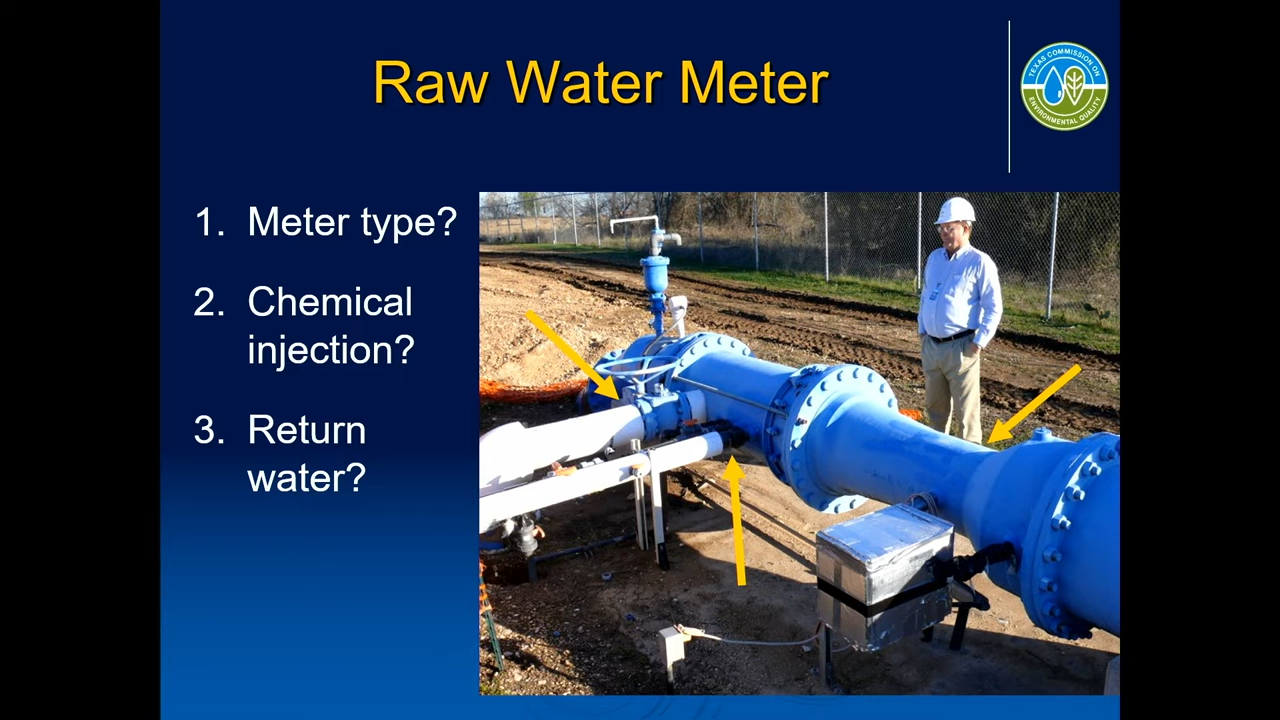 Raw Water Meter
TEXAS COMMISSION ON
ENVIRONMENTAL QUALITY
1. Meter type?
2. Chemical
injection?
3. Return
water?